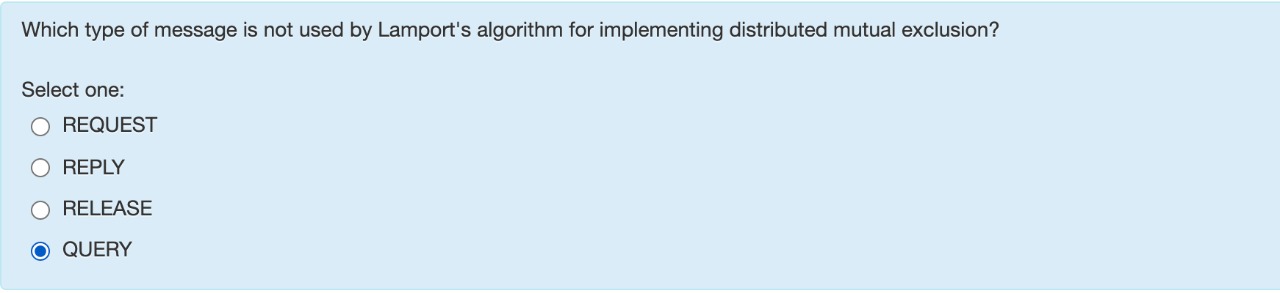 Which type of message is not used by Lamport's algorithm for implementing distributed mutual exclusion?
Select one:
REQUEST
REPLY
RELEASE
QUERY